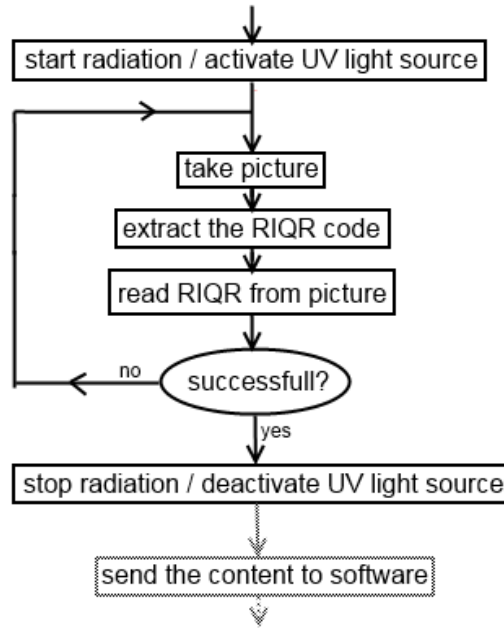 start radiation / activate UV light source
take picture
extract the RIQR code
read RIQR from picture
successfull?
no
yes
stop radiation / deactivate UV light source
send the content to software